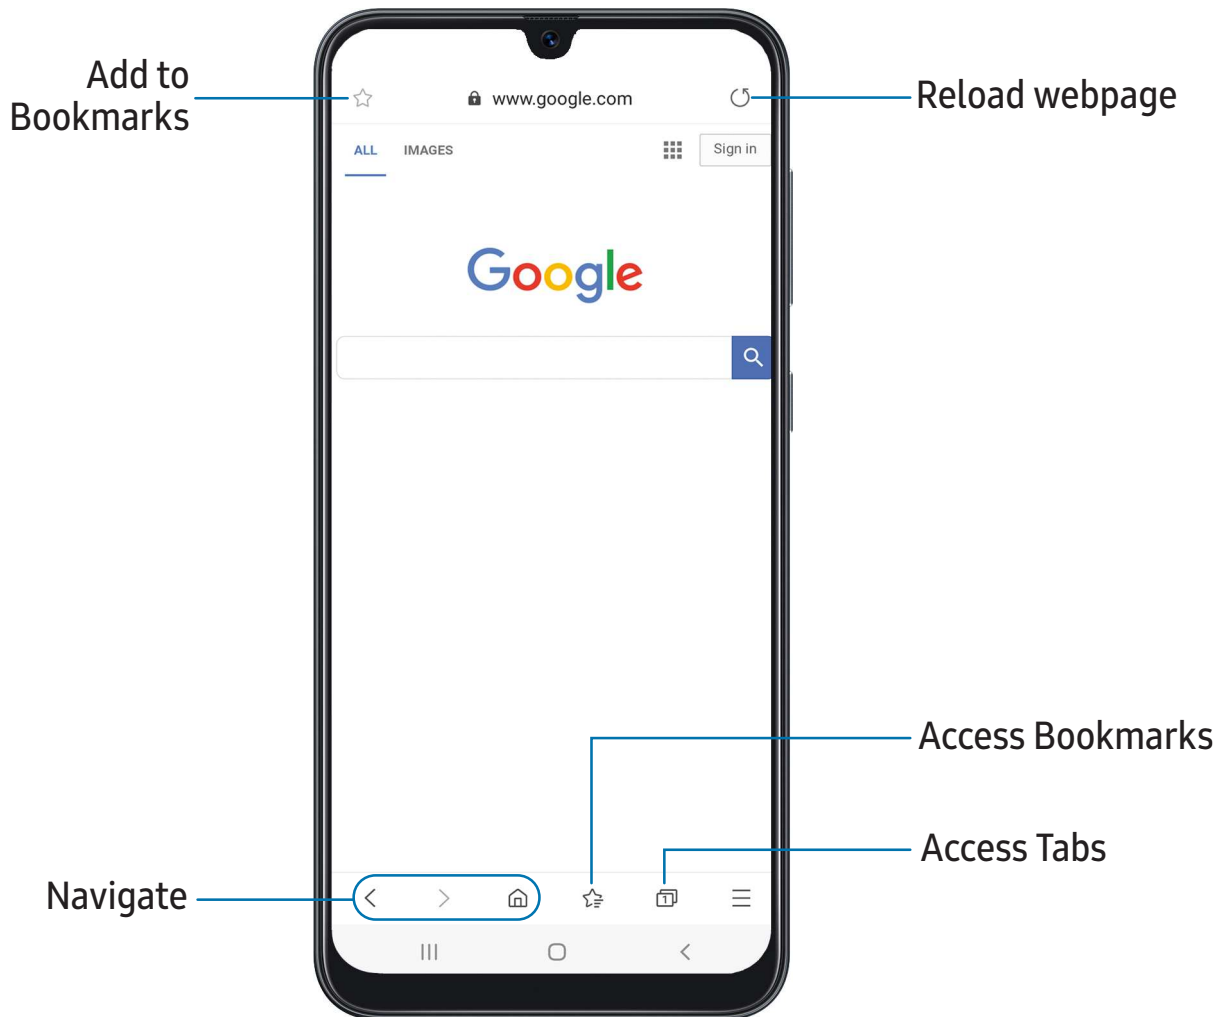 Add to
Bookmarks
www.google.com
Reload webpage
ALL IMAGES Sign in
Google
Access Bookmarks
Access Tabs
Navigate
1